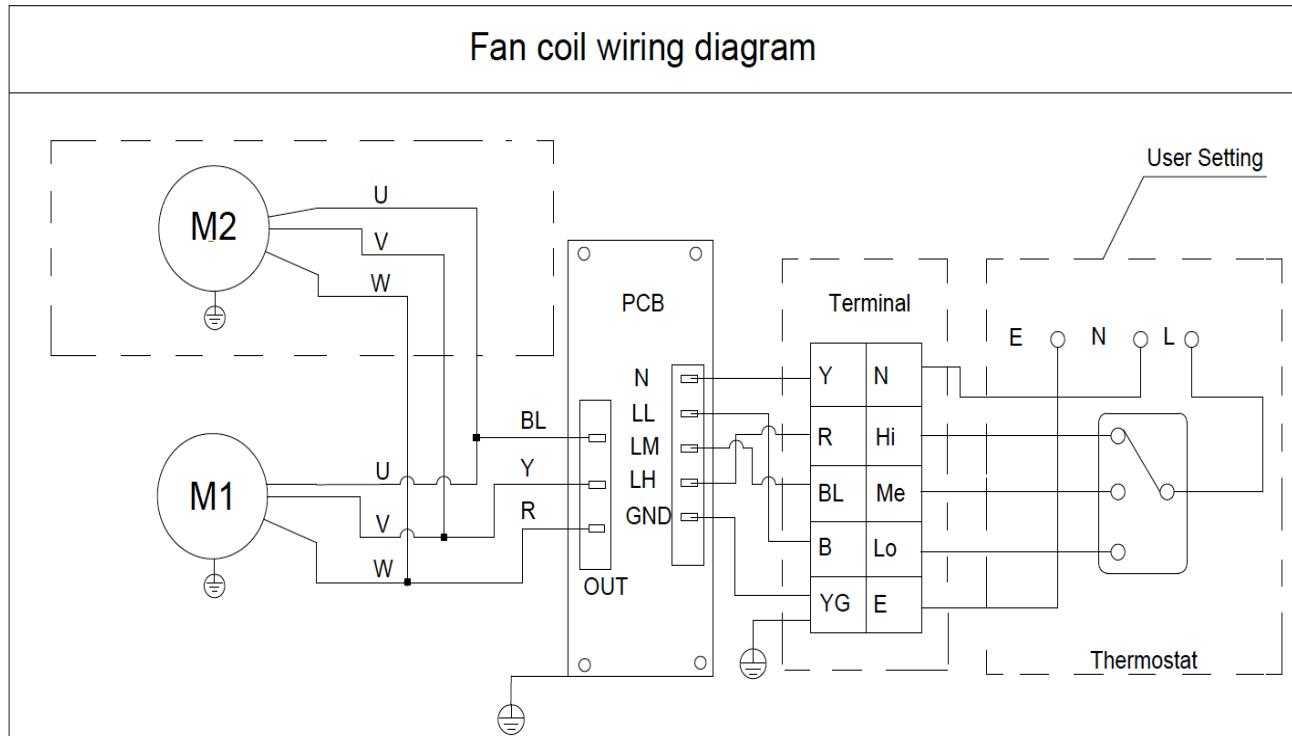 Fan coil wiring diagram
User Setting
U
M2
V
W
PCB
Terminal
E N L
N Y N
LL
BL
LM R Hi
U
M1
Y LH BL Me
V R GND
B Lo
W
OUT
YG E
Thermostat